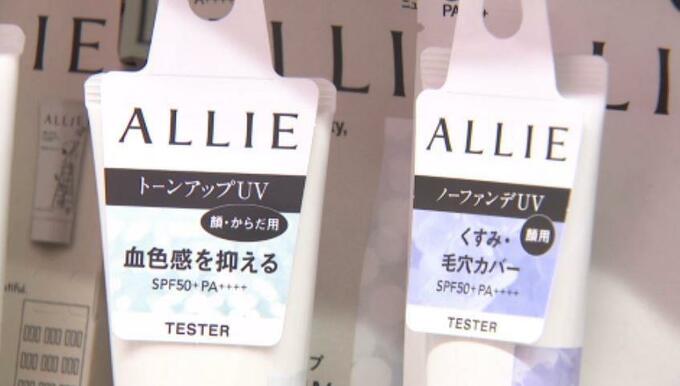 ALLIE
トーンアップUV
顔・からだ用
血色感を抑える
SPF50+PA++++
TESTER
ALLIE
ノーファンデUV
顔用
くすみ・
毛穴カバー
SPF50+PA++++
TESTER
ALLIE